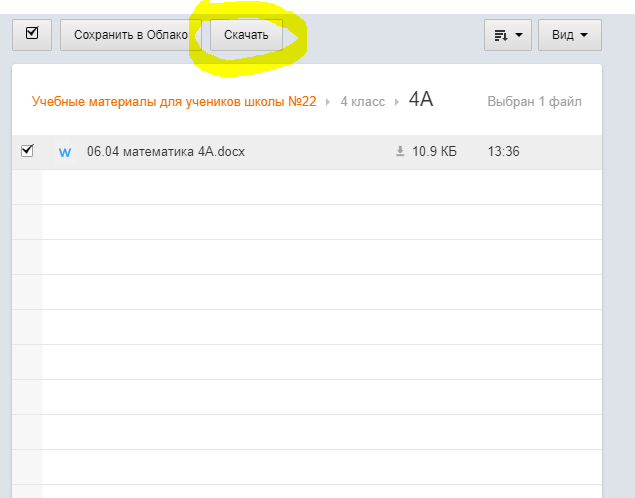 Сохранить в Облако Скачать Вид
Учебные материалы для учеников школы №22 4 класс 4А Выбран 1 файл
W 06.04 математика 4А.docx 10.9 КБ 13:36